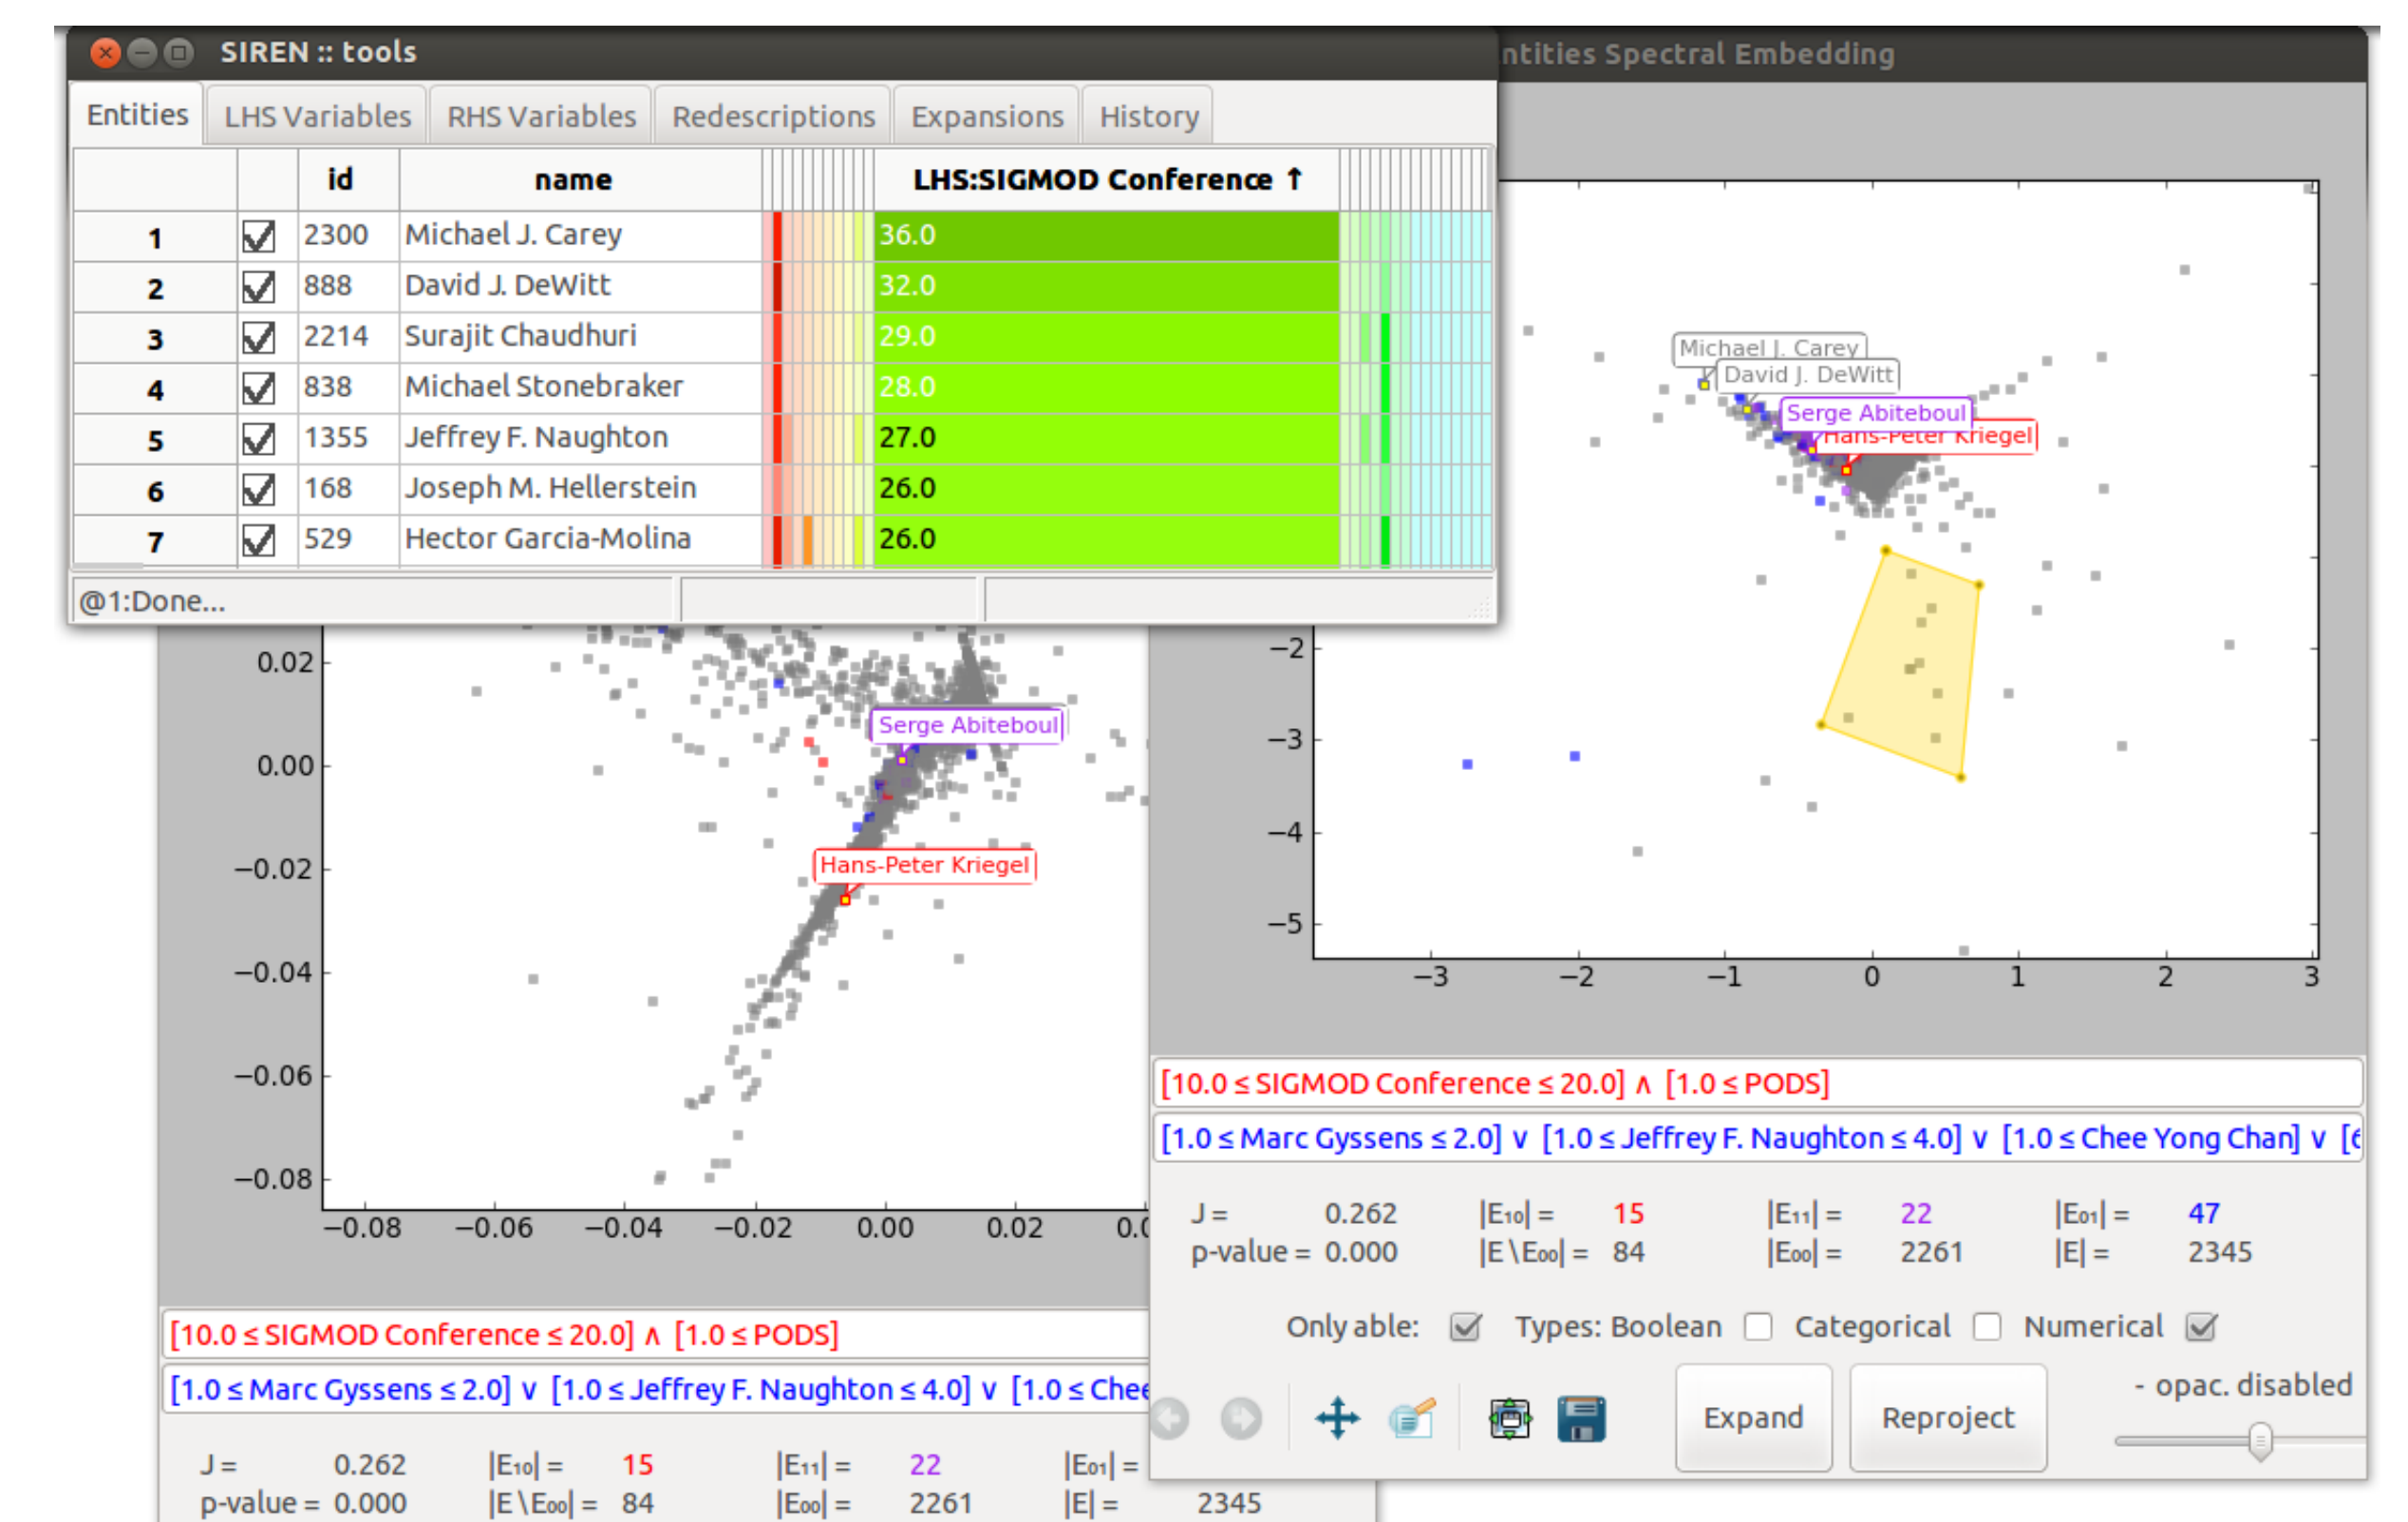 SIREN :: tools
ntities Spectral Embedding
Entities LHS Variables RHS Variables Redescriptions Expansions History
id name LHS:SIGMOD Conference ↑
1 2300 Michael J. Carey 36.0
2 888 David J. DeWitt 32.0
3 2214 Surajit Chaudhuri 29.0
4 838 Michael Stonebraker 28.0
5 1355 Jeffrey F. Naughton 27.0
6 168 Joseph M. Hellerstein 26.0
7 529 Hector Garcia-Molina 26.0
@1:Done...
Michael J. Carey
David J. DeWitt
Serge Abiteboul
Hans-Peter Kriegel
−2
−3
−4
−5
−3 −2 −1 0 1 2 3
0.02
0.00
−0.02
−0.04
−0.06
−0.08
Serge Abiteboul
Hans-Peter Kriegel
−0.08 −0.06 −0.04 −0.02 0.00 0.02 0.0
[10.0 ≤ SIGMOD Conference ≤ 20.0] ∧ [1.0 ≤ PODS]
[1.0 ≤ Marc Gyssens ≤ 2.0] ∨ [1.0 ≤ Jeffrey F. Naughton ≤ 4.0] ∨ [1.0 ≤ Chee Yong Chan] ∨ [6
J = 0.262 |E₁₀| = 15 |E₁₁| = 22 |E₀₁| = 47
p-value = 0.000 |E\E₀₀| = 84 |E₀₀| = 2261 |E| = 2345
Only able: Types: Boolean Categorical Numerical
Expand Reproject - opac. disabled
[10.0 ≤ SIGMOD Conference ≤ 20.0] ∧ [1.0 ≤ PODS]
[1.0 ≤ Marc Gyssens ≤ 2.0] ∨ [1.0 ≤ Jeffrey F. Naughton ≤ 4.0] ∨ [1.0 ≤ Chee
J = 0.262 |E₁₀| = 15 |E₁₁| = 22 |E₀₁| =
p-value = 0.000 |E\E₀₀| = 84 |E₀₀| = 2261 |E| = 2345